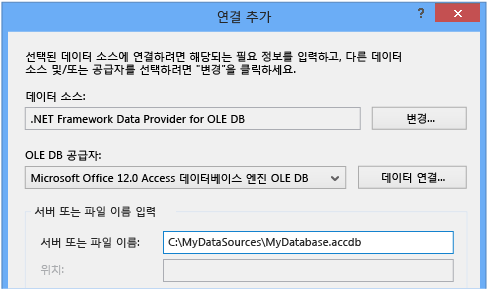 연결 추가
? X
선택된 데이터 소스에 연결하려면 해당되는 필요 정보를 입력하고, 다른 데이터
소스 및/또는 공급자를 선택하려면 "변경"을 클릭하세요.
데이터 소스:
.NET Framework Data Provider for OLE DB
변경...
OLE DB 공급자:
Microsoft Office 12.0 Access 데이터베이스 엔진 OLE DB
데이터 연결...
서버 또는 파일 이름 입력
서버 또는 파일 이름:
C:\MyDataSources\MyDatabase.accdb
위치: